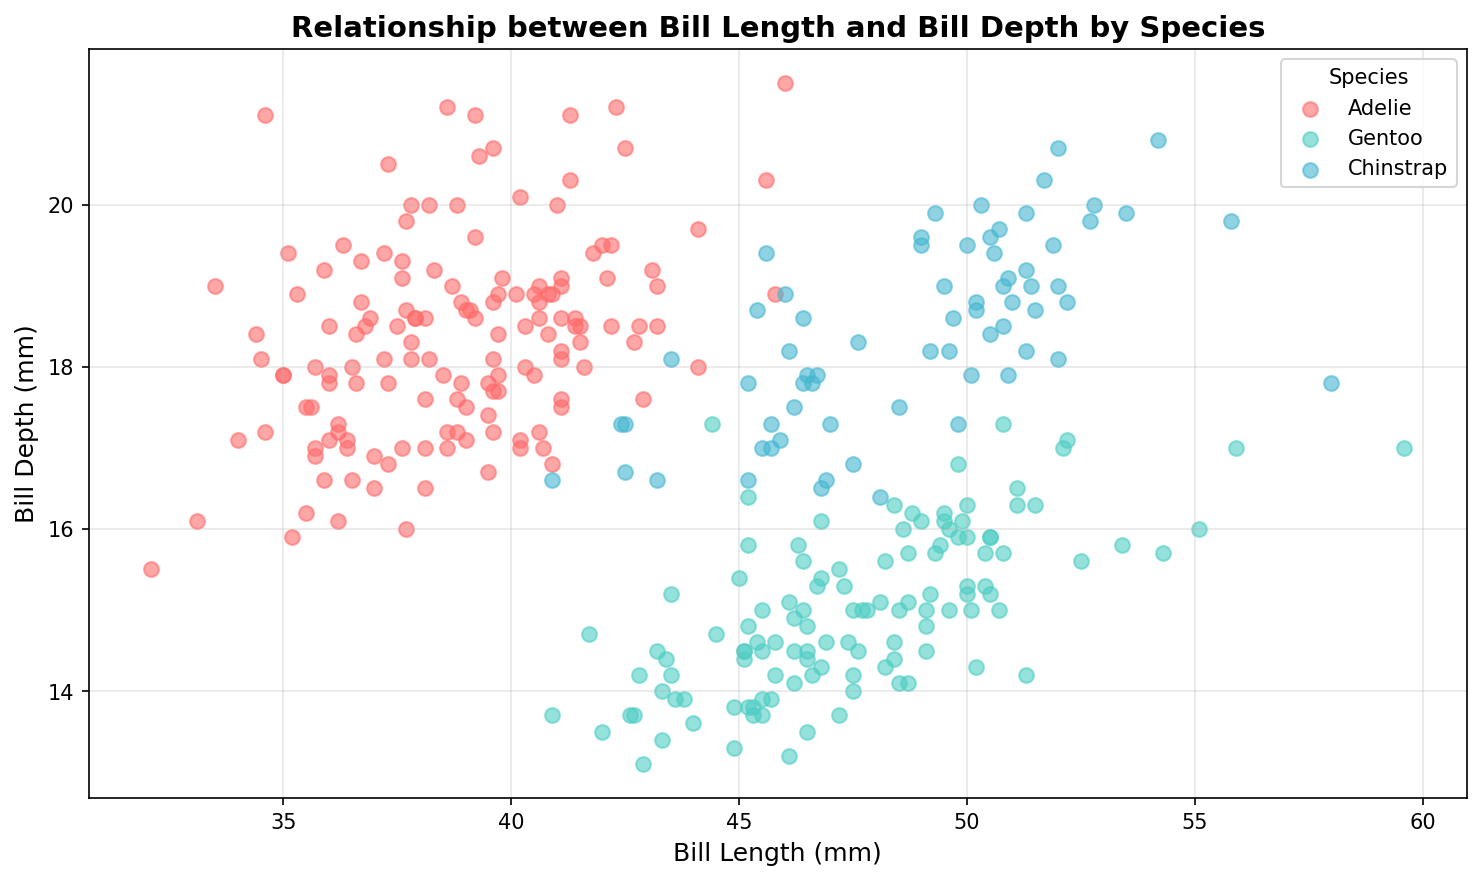 Relationship between Bill Length and Bill Depth by Species
Species
Adelie
Gentoo
Chinstrap
Bill Depth (mm)
20
18
16
14
35 40 45 50 55 60
Bill Length (mm)